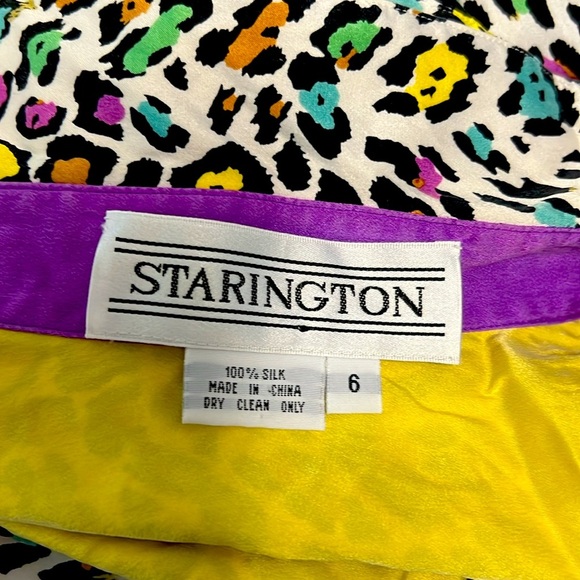 STARINGTON
100% SILK
MADE IN CHINA
DRY CLEAN ONLY
6